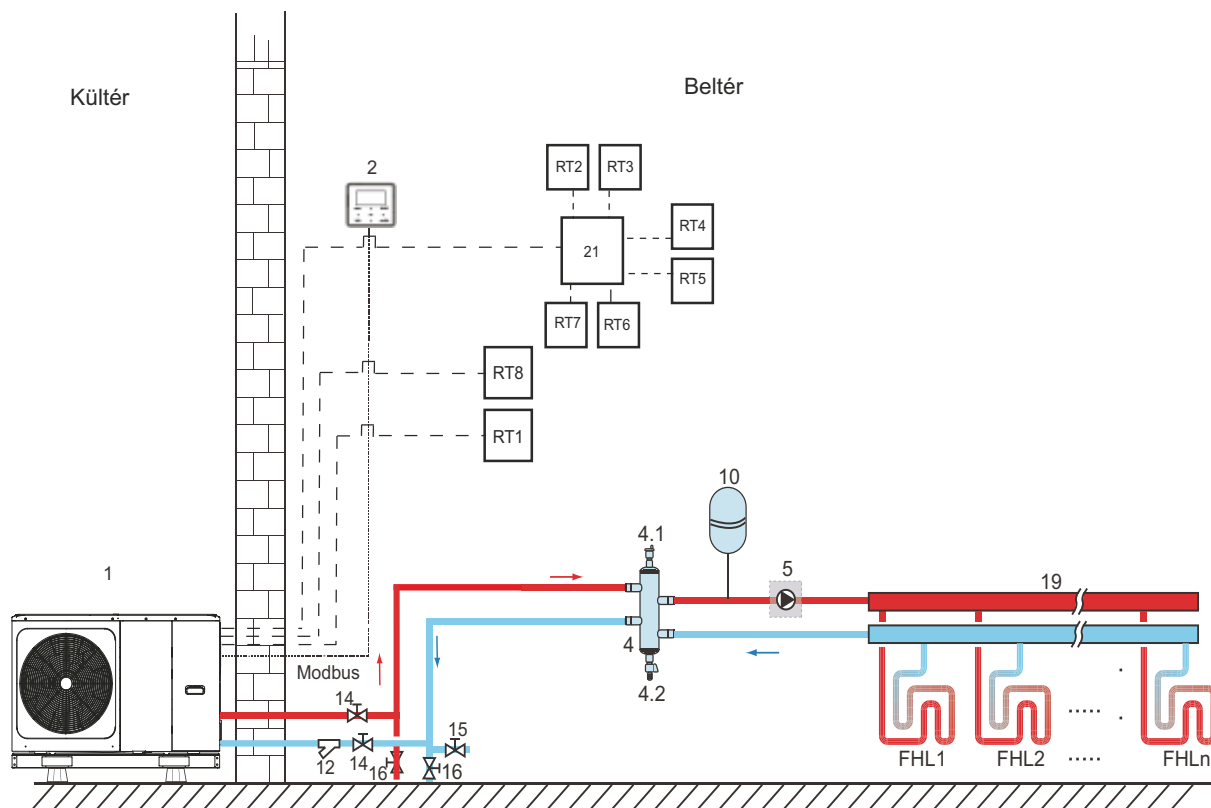 Kültér
Beltér
2
RT2
RT3
RT4
21
RT5
RT7
RT6
RT8
RT1
10
4.1
1
5
19
4
Modbus
4.2
14
15
12
14
16
16
FHL1
FHL2
.....
.....
FHLn